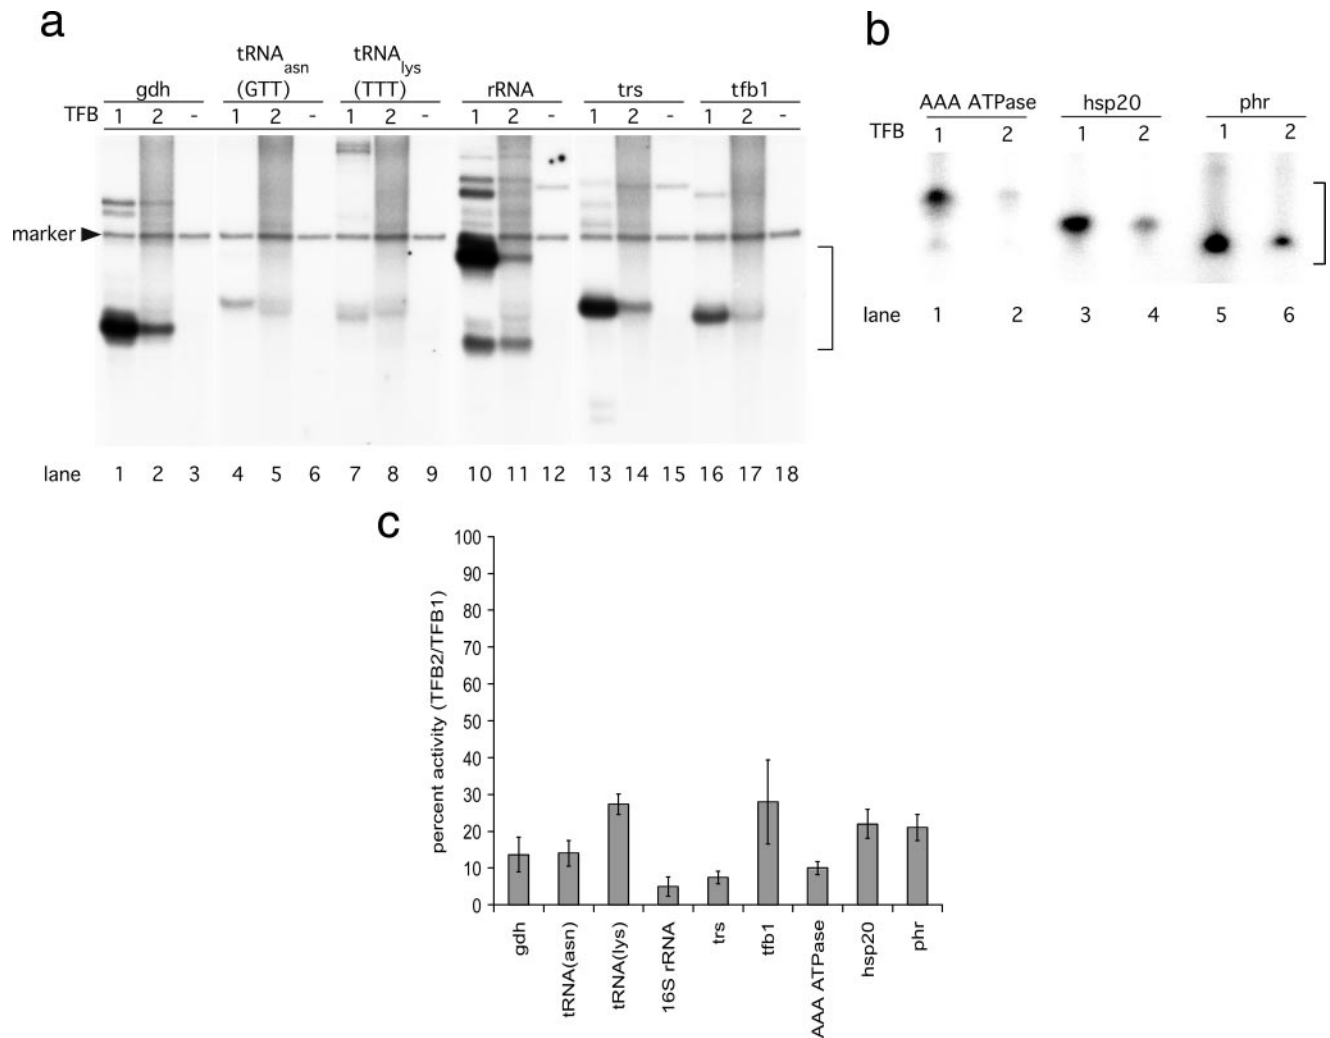 a
gdh tRNA asn (GTT) tRNA lys (TTT) rRNA trs tfb1
TFB 1 2 - 1 2 - 1 2 - 1 2 - 1 2 - 1 2 -
marker
lane 1 2 3 4 5 6 7 8 9 10 11 12 13 14 15 16 17 18
b
AAA ATPase hsp20 phr
TFB 1 2 1 2 1 2
lane 1 2 3 4 5 6
c
percent activity (TFB2/TFB1)
100
90
80
70
60
50
40
30
20
10
0
gdh
tRNA(asn)
tRNA(lys)
16S rRNA
trs
tfb1
AAA ATPase
hsp20
phr